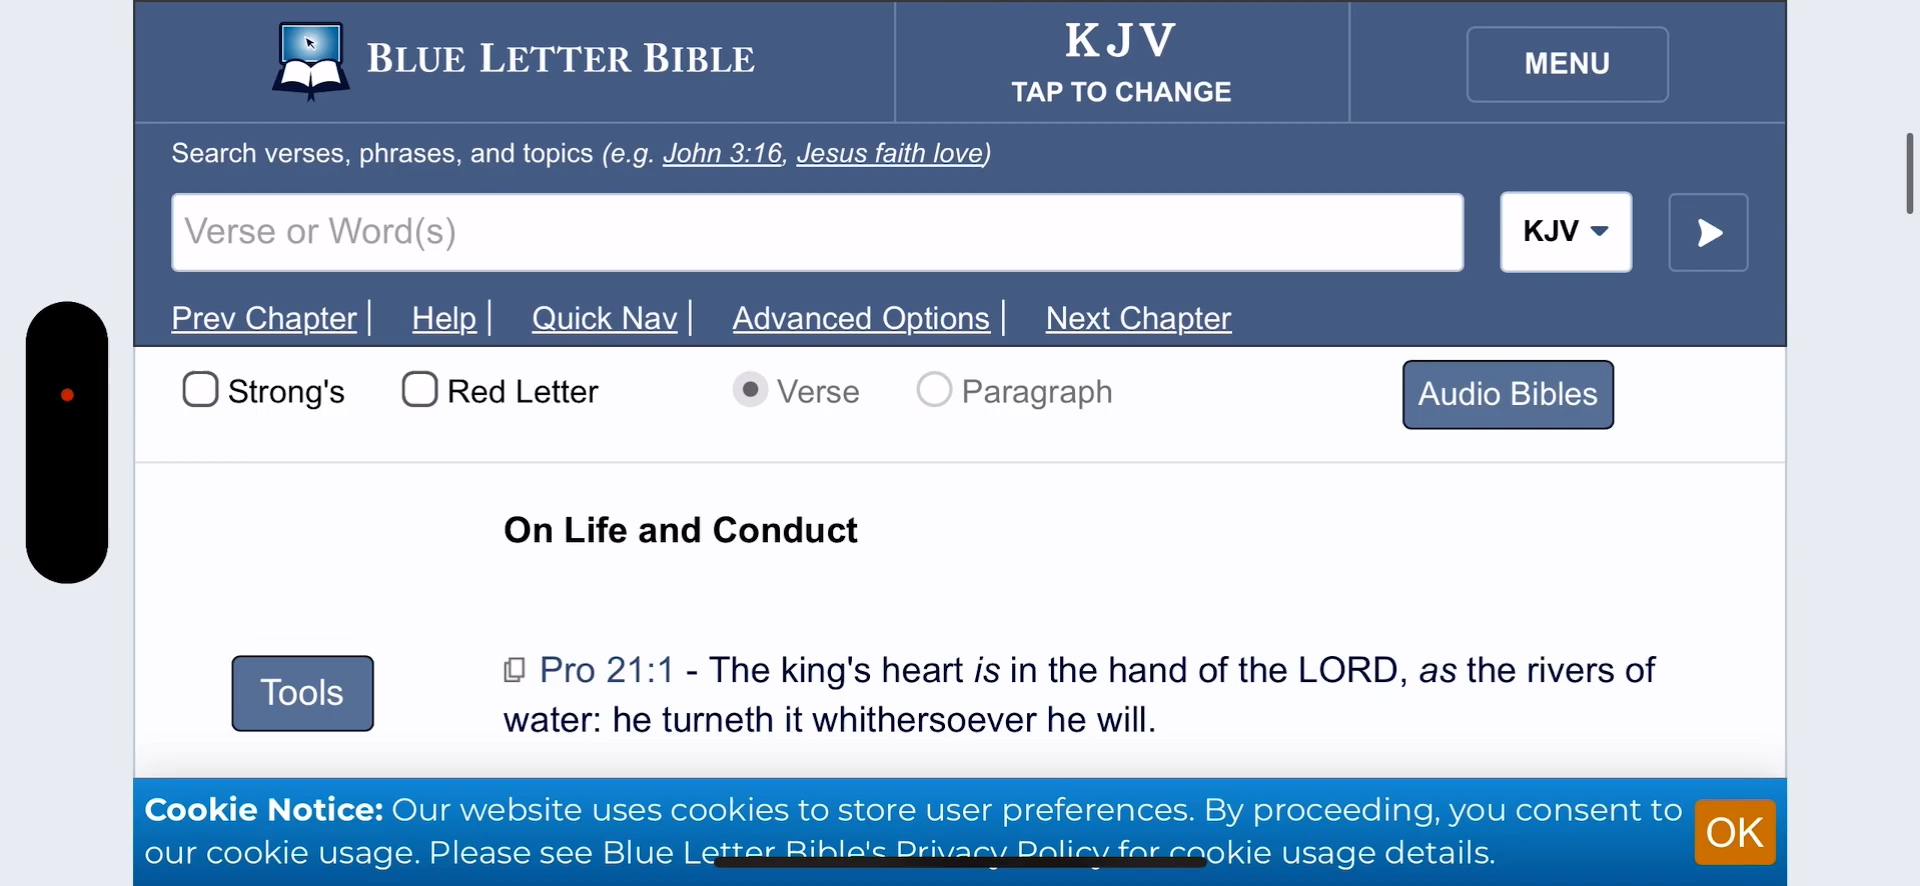 BLUE LETTER BIBLE
KJV
TAP TO CHANGE
MENU
Search verses, phrases, and topics (e.g. John 3:16, Jesus faith love)
Verse or Word(s)
KJV
Prev Chapter | Help | Quick Nav | Advanced Options | Next Chapter
Strong's Red Letter Verse Paragraph Audio Bibles
On Life and Conduct
Tools
Pro 21:1 - The king's heart is in the hand of the LORD, as the rivers of
water: he turneth it whithersoever he will.
Cookie Notice: Our website uses cookies to store user preferences. By proceeding, you consent to
our cookie usage. Please see Blue Letter Bible's Privacy Policy for cookie usage details.
OK